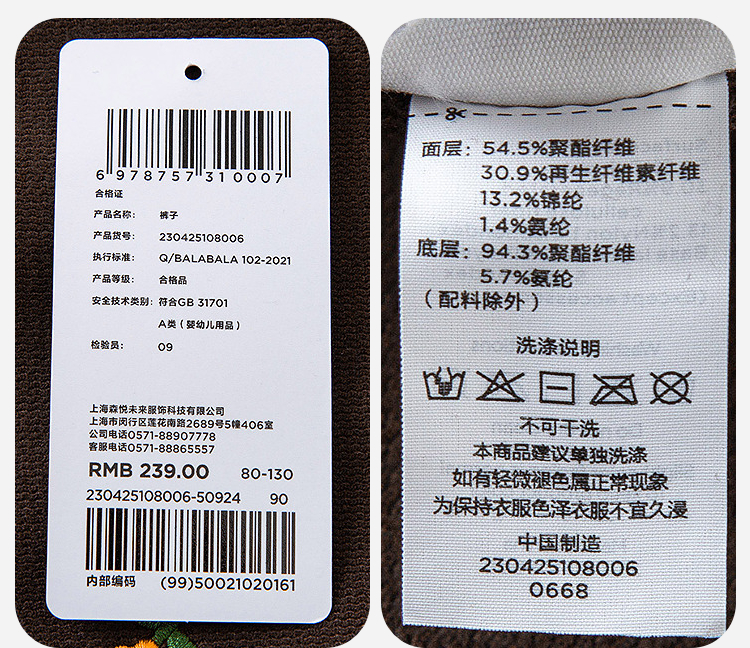 6 978757 310007
合格证
产品名称： 裤子
产品货号： 230425108006
执行标准： Q/BALABALA 102-2021
产品等级： 合格品
安全技术类别：符合GB 31701
A类（婴幼儿用品）
检验员： 09
上海森悦未来服饰科技有限公司
上海市闵行区莲花南路2689号5幢406室
公司电话0571-88907778
客服电话0571-88865557
RMB 239.00 80-130
230425108006-50924 90
内部编码 (99)50021020161
面层：54.5%聚酯纤维
30.9%再生纤维素纤维
13.2%锦纶
1.4%氨纶
底层：94.3%聚酯纤维
5.7%氨纶
（配料除外）
洗涤说明
不可干洗
本商品建议单独洗涤
如有轻微褪色属正常现象
为保持衣服色泽衣服不宜久浸
中国制造
230425108006
0668